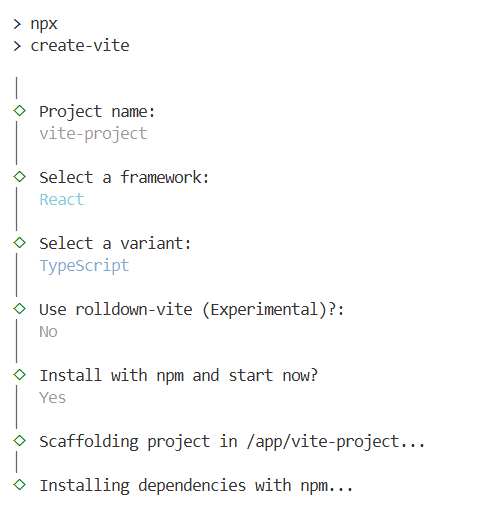 > npx
> create-vite
◇ Project name:
vite-project
◇ Select a framework:
React
◇ Select a variant:
TypeScript
◇ Use rolldown-vite (Experimental)?:
No
◇ Install with npm and start now?
Yes
◇ Scaffolding project in /app/vite-project...
◇ Installing dependencies with npm...